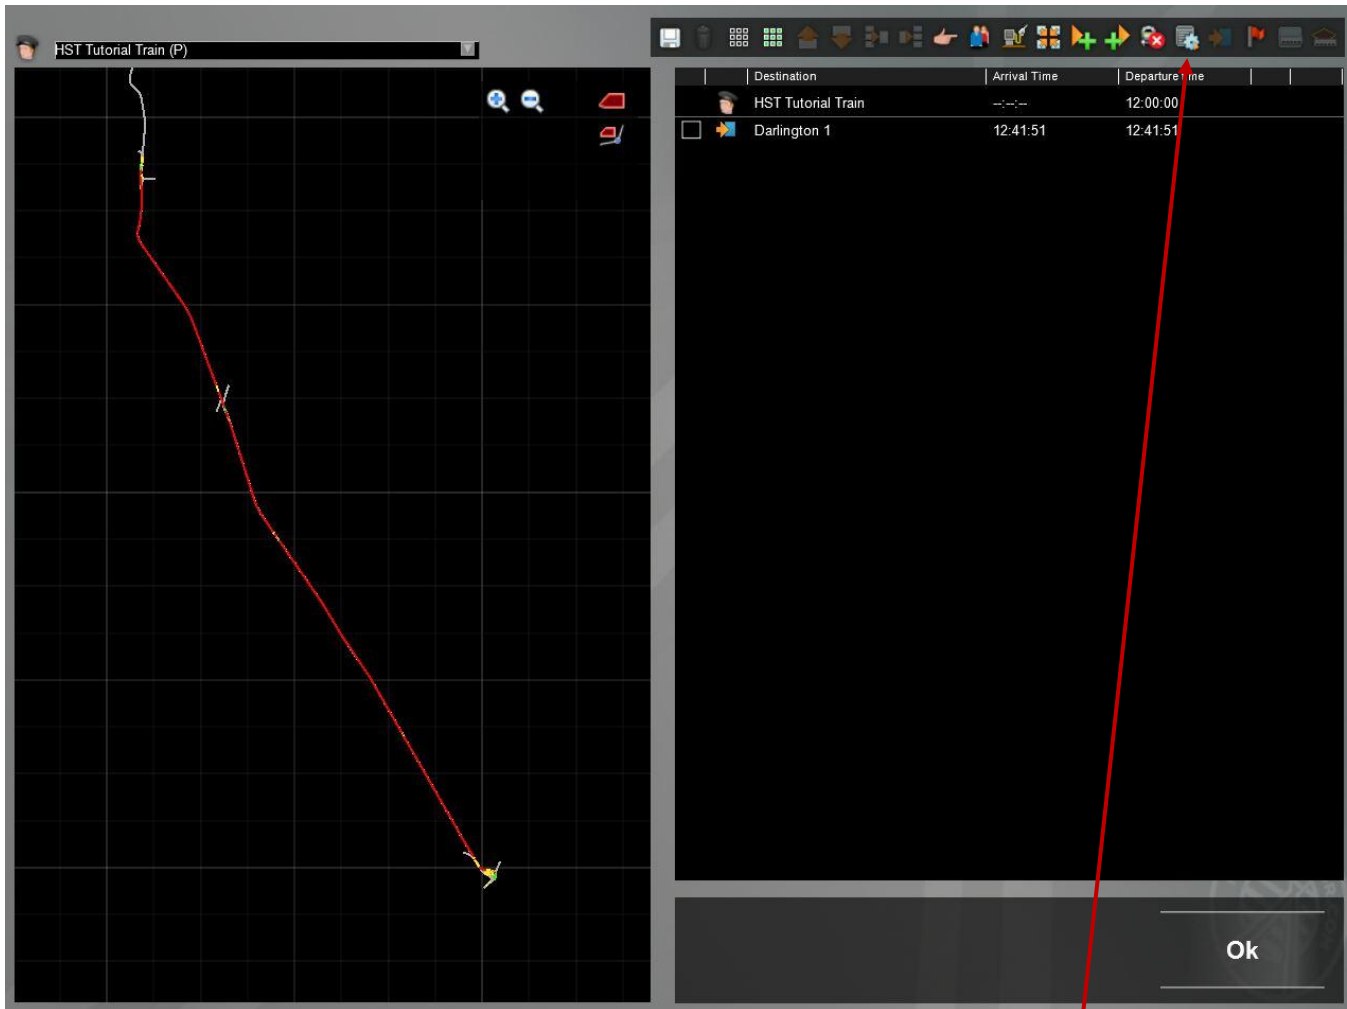 HST Tutorial Train (P)
Destination
Arrival Time
Departure time
HST Tutorial Train
--:--:--
12:00:00
Darlington 1
12:41:51
12:41:51
Ok